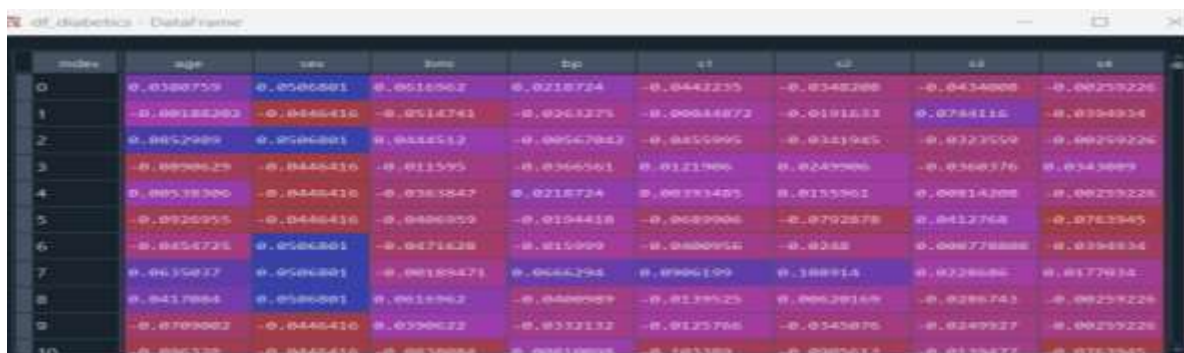 df_diabetics - DataFrame
index age sex bmi bp s1 s2 s3 s4
0 0.0380759 0.0506801 0.0616962 0.0218724 -0.0442235 -0.0348208 -0.0434008 -0.00259226
1 -0.00188202 -0.0446416 -0.0514741 -0.0263275 -0.00844872 -0.0191633 0.0744116 -0.0394934
2 0.0852989 0.0506801 0.0444512 -0.00567042 -0.0455995 -0.0341945 -0.0323559 -0.00259226
3 -0.0890629 -0.0446416 -0.011595 -0.0366561 0.0121906 0.0249906 -0.0360376 0.0343089
4 0.00538306 -0.0446416 -0.0363847 0.0218724 0.00393485 0.0155961 0.00814208 -0.00259226
5 -0.0926955 -0.0446416 -0.0406959 -0.0194418 -0.0689906 -0.0792878 0.0412768 -0.0763945
6 -0.0454725 0.0506801 -0.0471628 -0.015999 -0.0400956 -0.0248 0.000778808 -0.0394934
7 0.0635037 0.0506801 -0.00189471 0.0666294 0.0906199 0.108914 0.0228686 0.0177034
8 0.0417084 0.0506801 0.0616962 -0.0400989 -0.0139525 0.00620169 -0.0286743 -0.00259226
9 -0.0709002 -0.0446416 0.0390622 -0.0332132 -0.0125766 -0.0345076 -0.0249927 -0.00259226
10